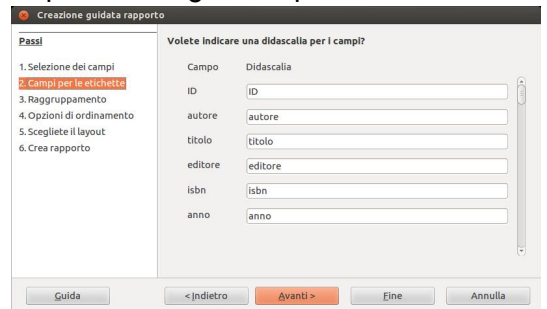 Creazione guidata rapporto
Passi
1. Selezione dei campi
2. Campi per le etichette
3. Raggruppamento
4. Opzioni di ordinamento
5. Scegliete il layout
6. Crea rapporto
Volete indicare una didascalia per i campi?
Campo Didascalia
ID ID
autore autore
titolo titolo
editore editore
isbn isbn
anno anno
Guida < Indietro Avanti > Fine Annulla